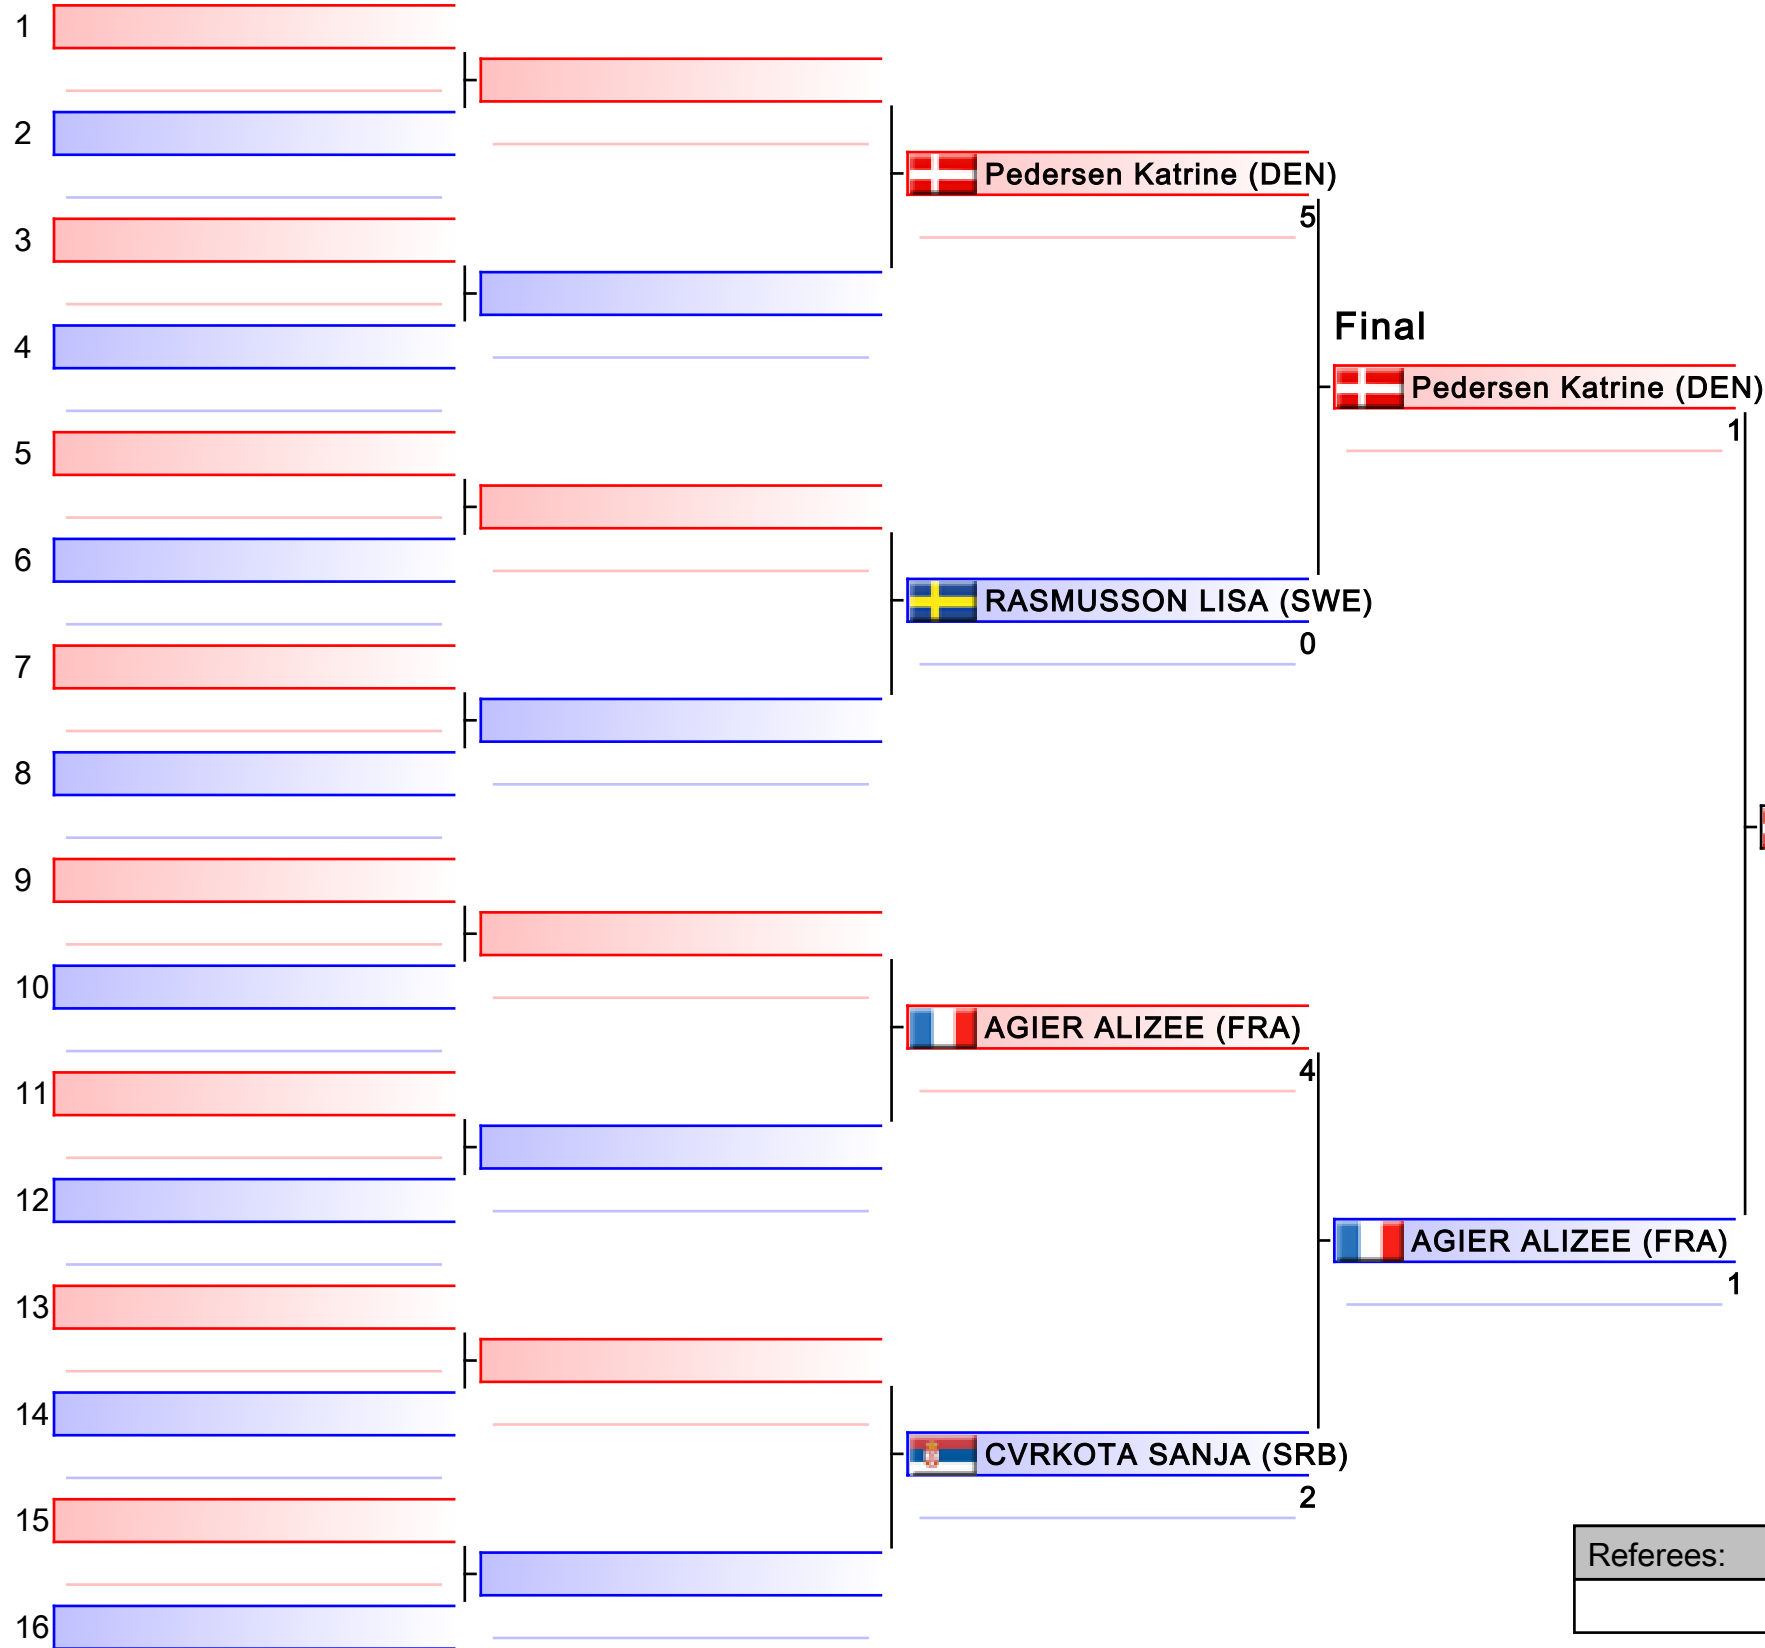 1
2
Pedersen Katrine (DEN)
5
3
Final
4
Pedersen Katrine (DEN)
1
5
6
RASMUSSON LISA (SWE)
0
7
8
9
10
AGIER ALIZEE (FRA)
4
11
12
AGIER ALIZEE (FRA)
1
13
14
CVRKOTA SANJA (SRB)
2
15
Referees:
16